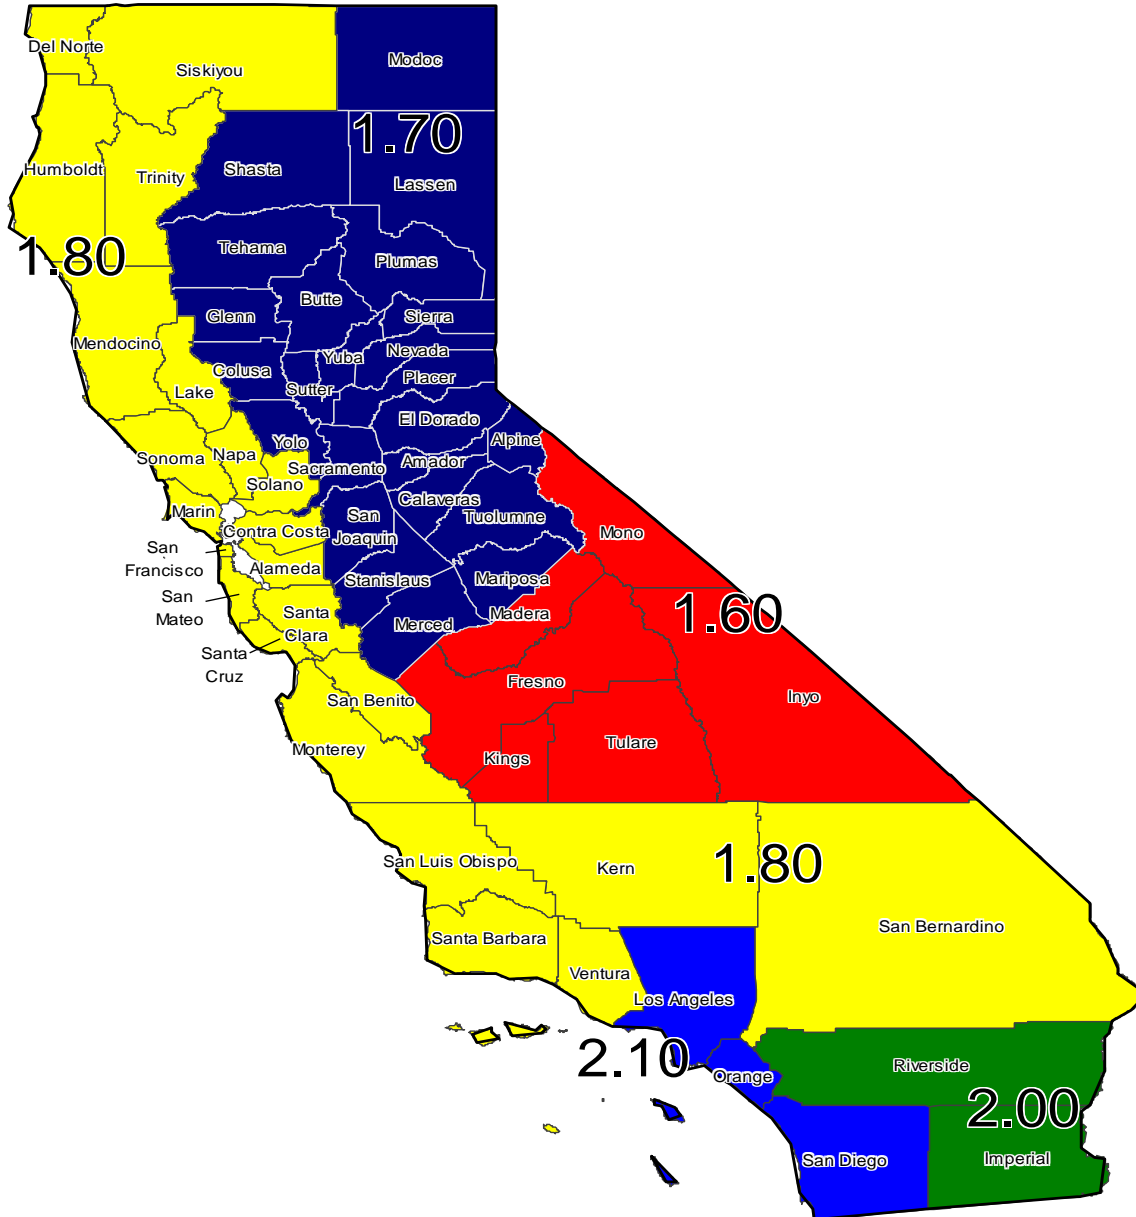 Del Norte
Siskiyou
Modoc
1.70
Humboldt
Trinity
Shasta
Lassen
1.80
Tehama
Plumas
Butte
Glenn
Sierra
Mendocino
Yuba
Nevada
Colusa
Placer
Lake
Sutter
El Dorado
Yolo
Alpine
Sonoma
Napa
Sacramento
Amador
Solano
Calaveras
Marin
San
Joaquin
Tuolumne
Contra Costa
Mono
San
Francisco
Alameda
Stanislaus
Mariposa
San
Mateo
Santa
Clara
Merced
Madera
1.60
Santa
Cruz
Fresno
San Benito
Inyo
Monterey
Kings
Tulare
San Luis Obispo
Kern
1.80
San Bernardino
Santa Barbara
Ventura
Los Angeles
2.10
Orange
Riverside
2.00
San Diego
Imperial